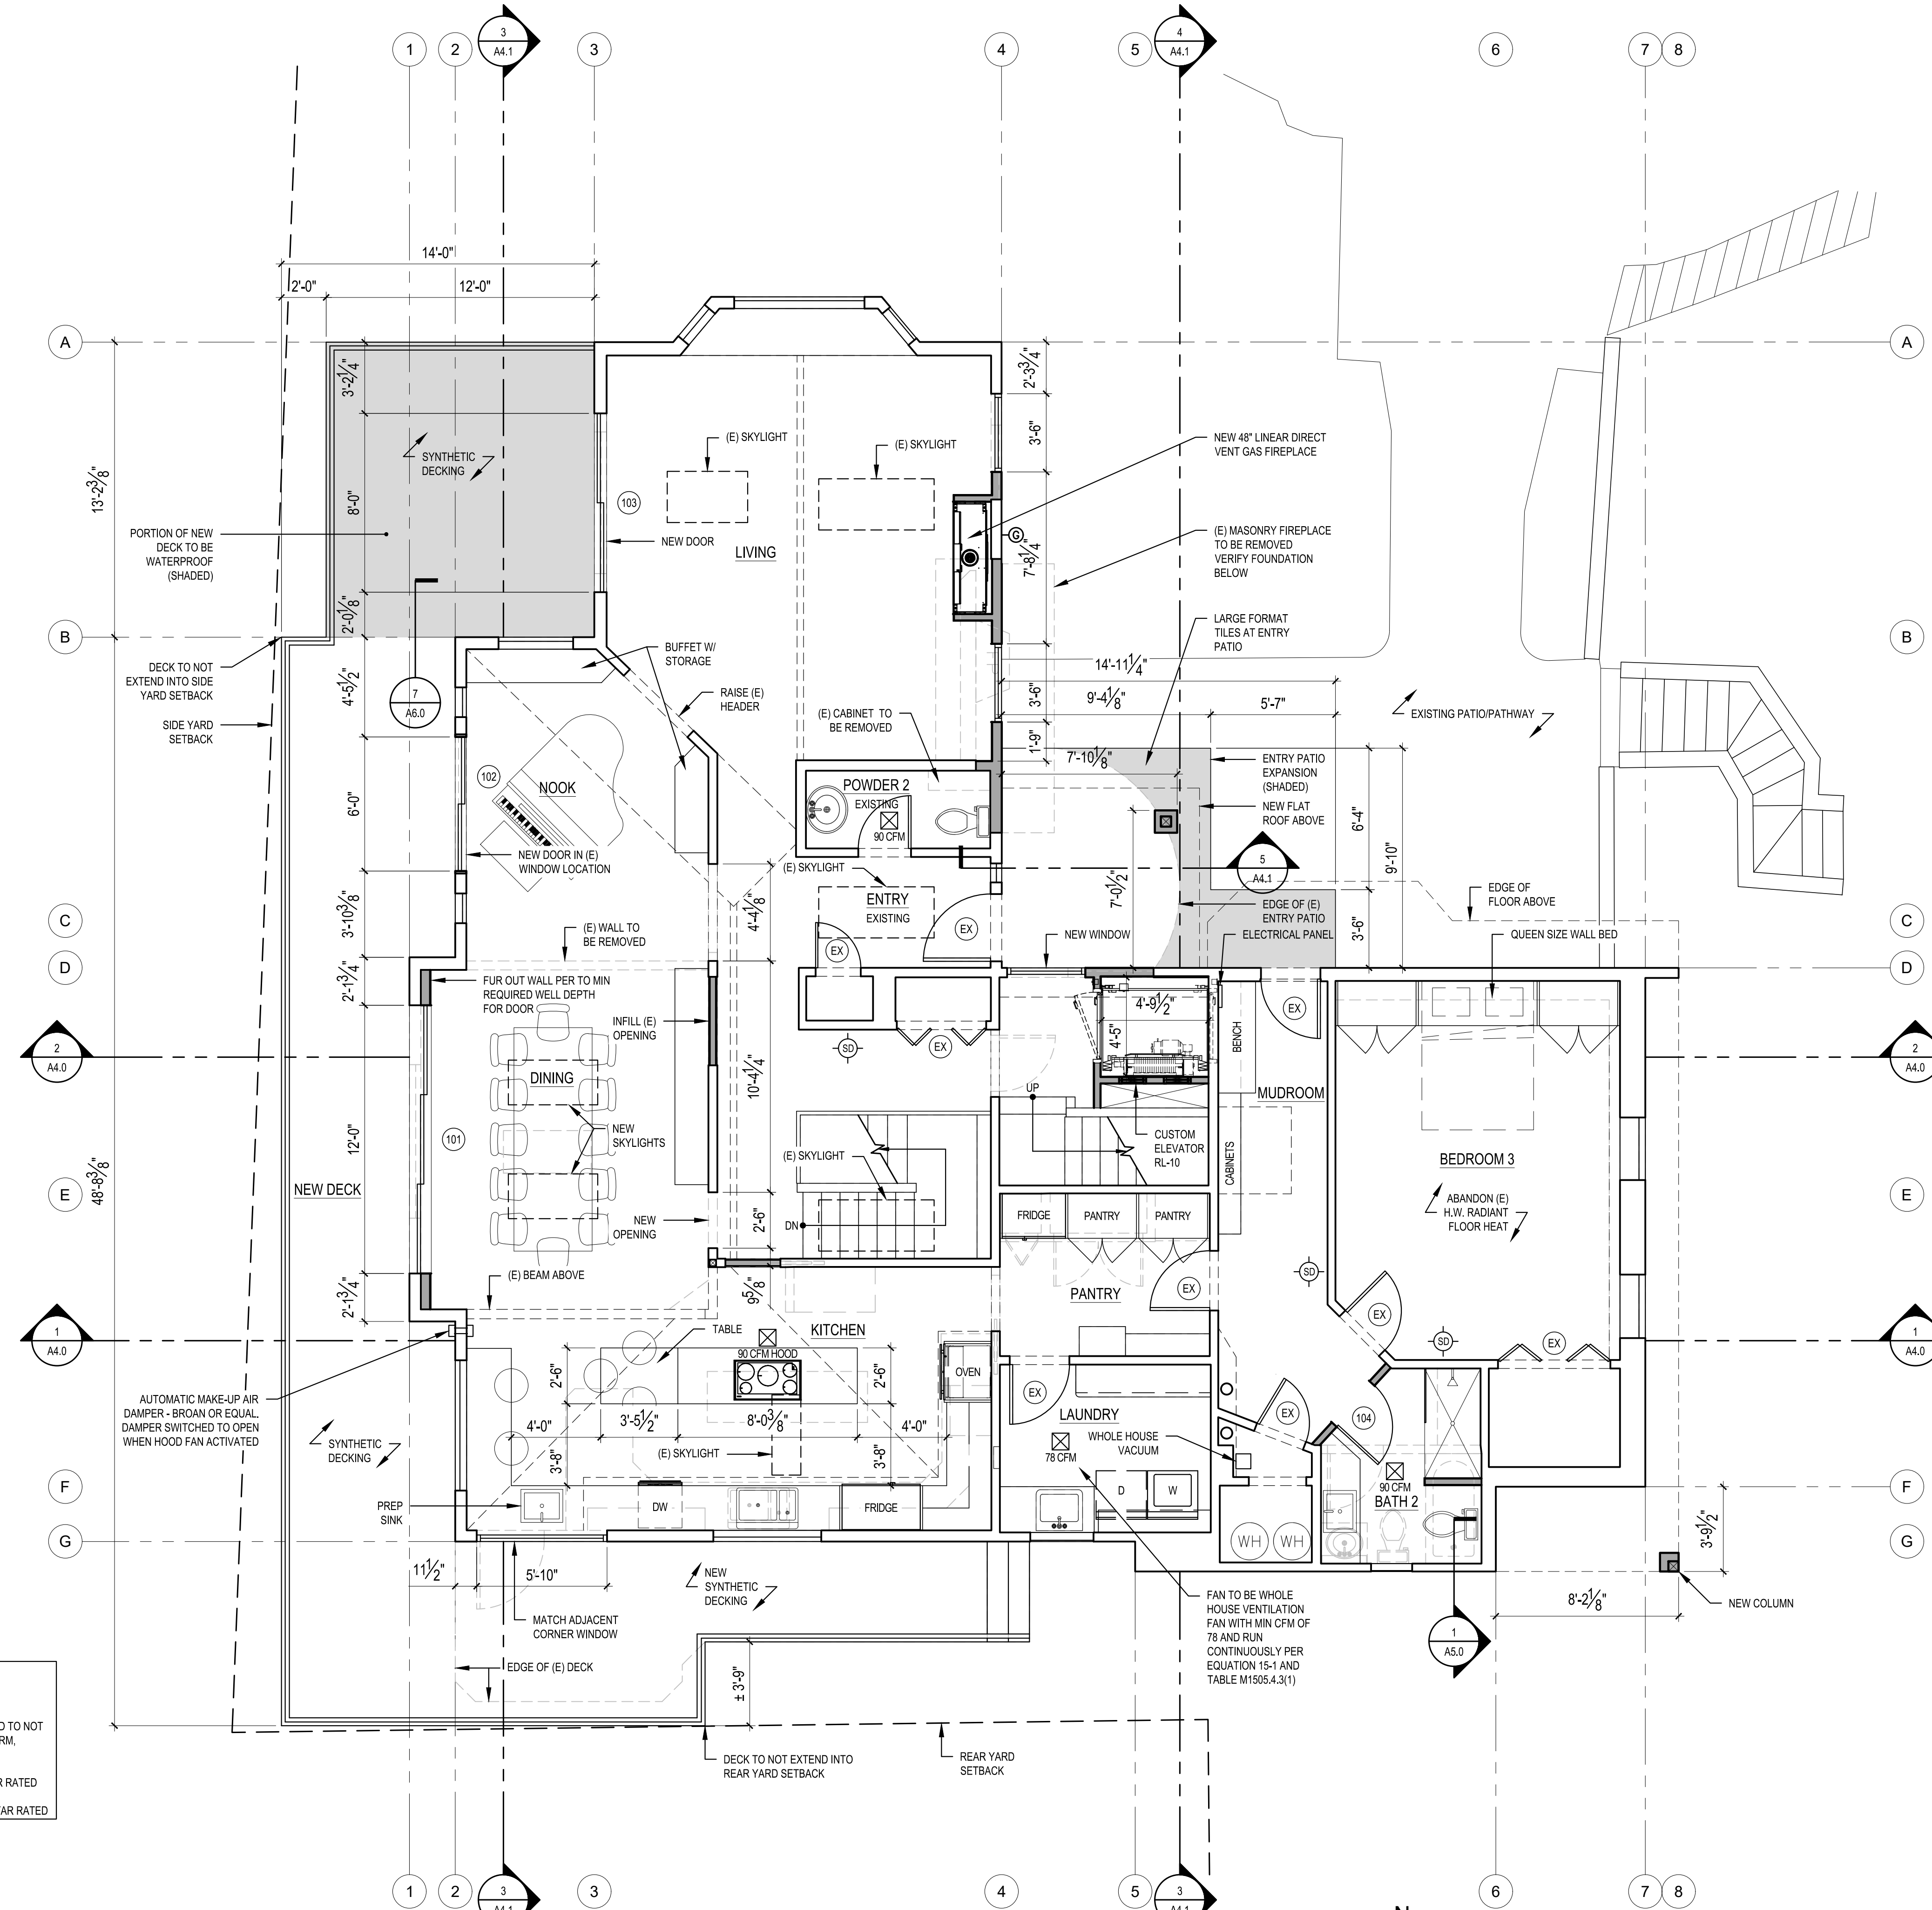 3
A4.1
4
A4.1
1
2
3
4
5
6
7
8
14'-0"
2'-0"
12'-0"
A
A
13'-2 3/8"
3'-2 1/4"
8'-0"
2'-0 1/8"
SYNTHETIC
DECKING
PORTION OF NEW
DECK TO BE
WATERPROOF
(SHADED)
(E) SKYLIGHT
(E) SKYLIGHT
103
NEW DOOR
LIVING
2'-3 3/4"
3'-6"
7'-8 1/4"
G
NEW 48" LINEAR DIRECT
VENT GAS FIREPLACE
(E) MASONRY FIREPLACE
TO BE REMOVED
VERIFY FOUNDATION
BELOW
B
B
DECK TO NOT
EXTEND INTO SIDE
YARD SETBACK
SIDE YARD
SETBACK
7
A6.0
4'-5 1/2"
BUFFET W/
STORAGE
RAISE (E)
HEADER
(E) CABINET TO
BE REMOVED
LARGE FORMAT
TILES AT ENTRY
PATIO
14'-11 1/4"
9'-4 1/8"
5'-7"
3'-6"
1'-9"
7'-10 1/8"
EXISTING PATIO/PATHWAY
102
NOOK
6'-0"
NEW DOOR IN (E)
WINDOW LOCATION
POWDER 2
EXISTING
90 CFM
ENTRY PATIO
EXPANSION
(SHADED)
NEW FLAT
ROOF ABOVE
6'-4"
9'-10"
5
A4.1
(E) SKYLIGHT
ENTRY
EXISTING
EX
EX
7'-0 1/2"
EDGE OF (E)
ENTRY PATIO
ELECTRICAL PANEL
3'-6"
EDGE OF
FLOOR ABOVE
QUEEN SIZE WALL BED
C
C
D
D
3'-10 3/8"
4'-4 1/8"
(E) WALL TO
BE REMOVED
NEW WINDOW
2'-1 3/4"
FUR OUT WALL PER TO MIN
REQUIRED WELL DEPTH
FOR DOOR
INFILL (E)
OPENING
SD
EX
4'-9 1/2"
4'-5"
BENCH
EX
MUDROOM
2
A4.0
2
A4.0
DINING
10'-4 1/4"
UP
101
12'-0"
NEW
SKYLIGHTS
(E) SKYLIGHT
CUSTOM
ELEVATOR
RL-10
CABINETS
BEDROOM 3
ABANDON (E)
H.W. RADIANT
FLOOR HEAT
E
E
48'-8 3/8"
NEW DECK
NEW
OPENING
2'-6"
DN
FRIDGE
PANTRY
PANTRY
(E) BEAM ABOVE
2'-1 3/4"
9 5/8"
PANTRY
EX
SD
EX
SD
EX
1
A4.0
1
A4.0
TABLE
KITCHEN
90 CFM HOOD
OVEN
2'-6"
2'-6"
AUTOMATIC MAKE-UP AIR
DAMPER - BROAN OR EQUAL.
DAMPER SWITCHED TO OPEN
WHEN HOOD FAN ACTIVATED
4'-0"
3'-5 1/2"
8'-0 3/8"
4'-0"
3'-8"
3'-8"
(E) SKYLIGHT
SYNTHETIC
DECKING
EX
LAUNDRY
78 CFM
WHOLE HOUSE
VACUUM
EX
104
F
F
PREP
SINK
DW
FRIDGE
D
W
90 CFM
BATH 2
WH
WH
3'-9 1/2"
G
G
11 1/2"
5'-10"
NEW
SYNTHETIC
DECKING
MATCH ADJACENT
CORNER WINDOW
EDGE OF (E) DECK
± 3'-9"
FAN TO BE WHOLE
HOUSE VENTILATION
FAN WITH MIN CFM OF
78 AND RUN
CONTINUOUSLY PER
EQUATION 15-1 AND
TABLE M1505.4.3(1)
8'-2 1/8"
NEW COLUMN
1
A5.0
DECK TO NOT EXTEND INTO
REAR YARD SETBACK
REAR YARD
SETBACK
D TO NOT
RM,
R RATED
AR RATED
1
2
3
A4.1
3
4
5
3
A4.1
6
7
8
N